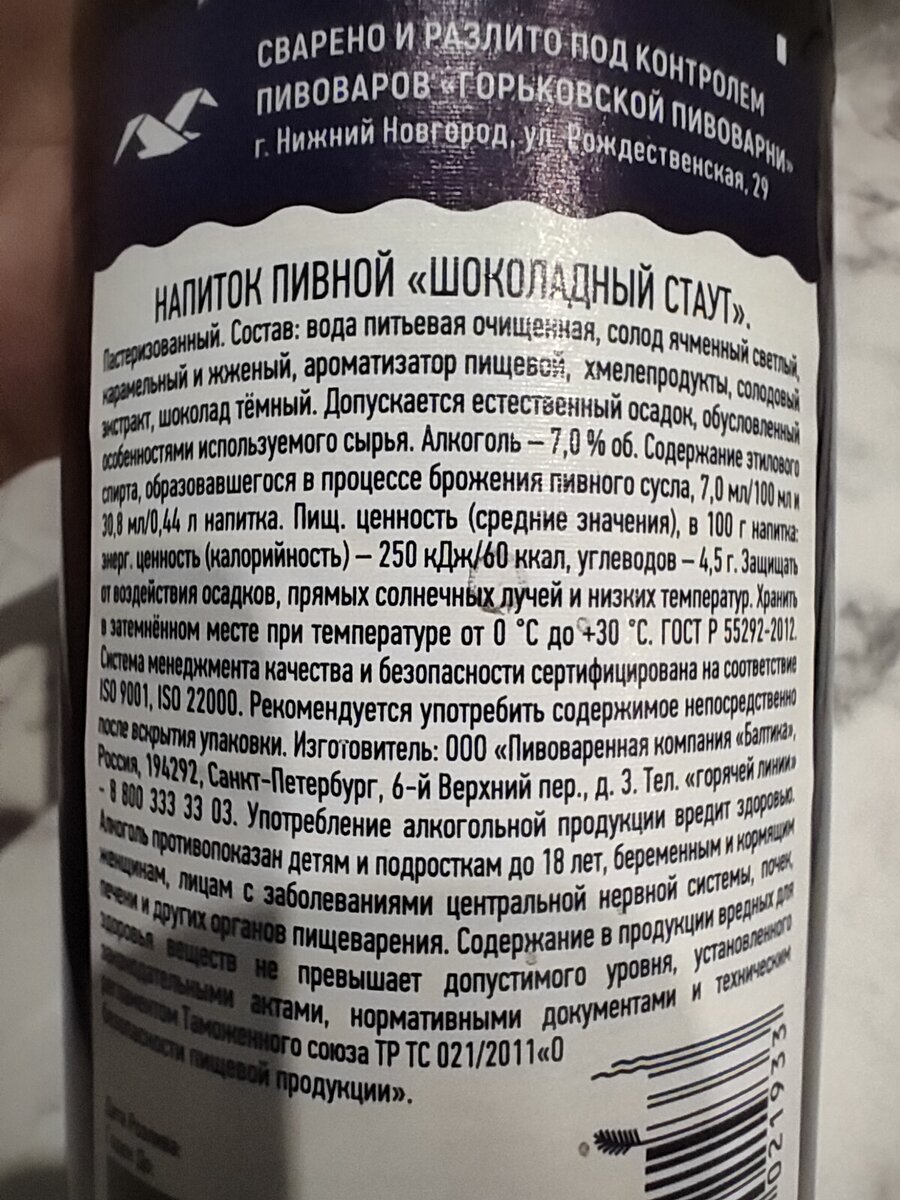 СВАРЕНО И РАЗЛИТО ПОД КОНТРОЛЕМ
ПИВОВАРОВ «ГОРЬКОВСКОЙ ПИВОВАРНИ»
г. Нижний Новгород, ул. Рождественская, 29
НАПИТОК ПИВНОЙ «ШОКОЛАДНЫЙ СТАУТ».
Пастеризованный. Состав: вода питьевая очищенная, солод ячменный светлый,
карамельный и жженый, ароматизатор пищевой, хмелепродукты, солодовый
экстракт, шоколад тёмный. Допускается естественный осадок, обусловленный
особенностями используемого сырья. Алкоголь – 7,0 % об. Содержание этилового
спирта, образовавшегося в процессе брожения пивного сусла, 7,0 мл/100 мл и
30,8 мл/0,44 л напитка. Пищ. ценность (средние значения), в 100 г напитка:
энерг. ценность (калорийность) – 250 кДж/60 ккал, углеводов – 4,5 г. Защищать
от воздействия осадков, прямых солнечных лучей и низких температур. Хранить
в затемнённом месте при температуре от 0 °С до +30 °С. ГОСТ Р 55292-2012.
Система менеджмента качества и безопасности сертифицирована на соответствие
ISO 9001, ISO 22000. Рекомендуется употребить содержимое непосредственно
после вскрытия упаковки. Изготовитель: ООО «Пивоваренная компания «Балтика»,
Россия, 194292, Санкт-Петербург, 6-й Верхний пер., д. 3. Тел. «горячей линии»
- 8 800 333 33 03. Употребление алкогольной продукции вредит здоровью.
Алкоголь противопоказан детям и подросткам до 18 лет, беременным и кормящим
женщинам, лицам с заболеваниями центральной нервной системы, почек,
печени и других органов пищеварения. Содержание в продукции вредных для
здоровья веществ не превышает допустимого уровня, установленного
законодательными актами, нормативными документами и техническим
регламентом Таможенного союза ТР ТС 021/2011«О
безопасности пищевой продукции».